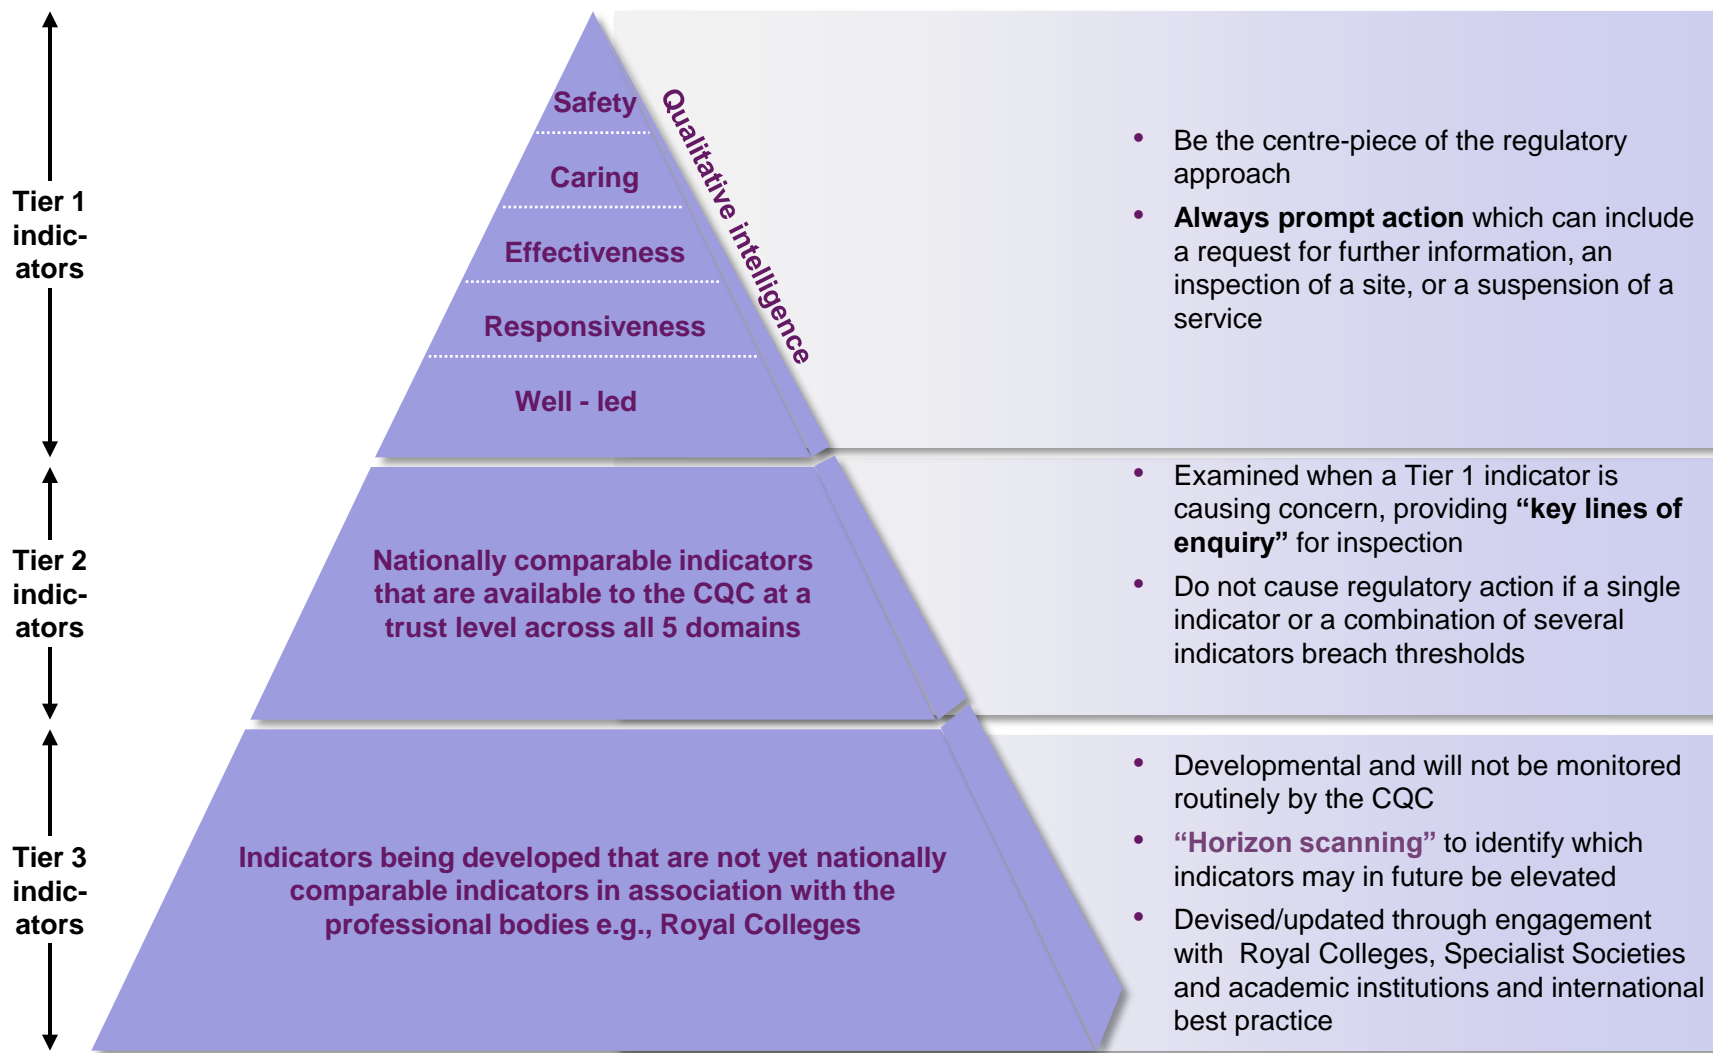 Tier 1
indic-
ators
Safety
Caring
Effectiveness
Responsiveness
Well - led
Qualitative intelligence
• Be the centre-piece of the regulatory
approach
• Always prompt action which can include
a request for further information, an
inspection of a site, or a suspension of a
service
Tier 2
indic-
ators
Nationally comparable indicators
that are available to the CQC at a
trust level across all 5 domains
• Examined when a Tier 1 indicator is
causing concern, providing “key lines of
enquiry” for inspection
• Do not cause regulatory action if a single
indicator or a combination of several
indicators breach thresholds
Tier 3
indic-
ators
Indicators being developed that are not yet nationally
comparable indicators in association with the
professional bodies e.g., Royal Colleges
• Developmental and will not be monitored
routinely by the CQC
• “Horizon scanning” to identify which
indicators may in future be elevated
• Devised/updated through engagement
with Royal Colleges, Specialist Societies
and academic institutions and international
best practice